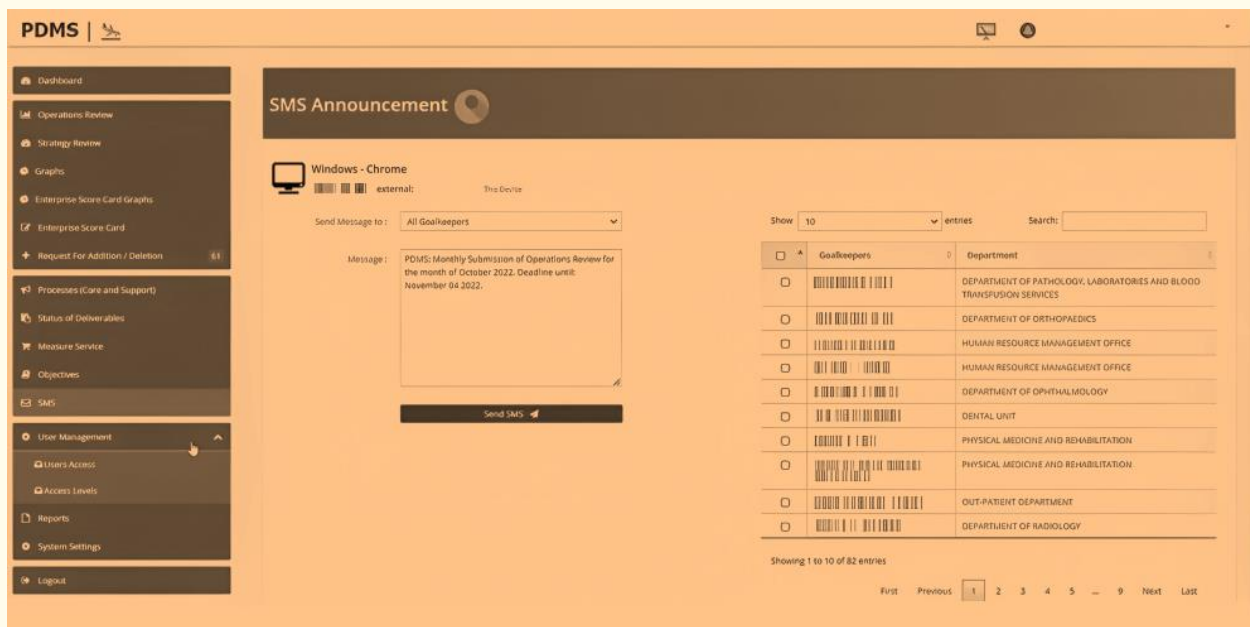 PDMS |
Dashboard
Operations Review
Strategy Review
Graphs
Enterprise Score Card Graphs
Enterprise Score Card
Request For Addition / Deletion
Processes (Core and Support)
Status of Deliverables
Measure Service
Objectives
SMS
User Management
Users Access
Access Levels
Reports
System Settings
Logout
SMS Announcement
Windows - Chrome
external: This Device
Send Message to : All Goalkeepers
Message : PDMS: Monthly Submission of Operations Review for
the month of October 2022. Deadline until:
November 04 2022.
Send SMS
Show 10 entries Search:
Goalkeepers Department
DEPARTMENT OF PATHOLOGY, LABORATORIES AND BLOOD
TRANSFUSION SERVICES
DEPARTMENT OF ORTHOPAEDICS
HUMAN RESOURCE MANAGEMENT OFFICE
HUMAN RESOURCE MANAGEMENT OFFICE
DEPARTMENT OF OPHTHALMOLOGY
DENTAL UNIT
PHYSICAL MEDICINE AND REHABILITATION
PHYSICAL MEDICINE AND REHABILITATION
OUT-PATIENT DEPARTMENT
DEPARTMENT OF RADIOLOGY
Showing 1 to 10 of 82 entries
First Previous 1 2 3 4 5 ... 9 Next Last